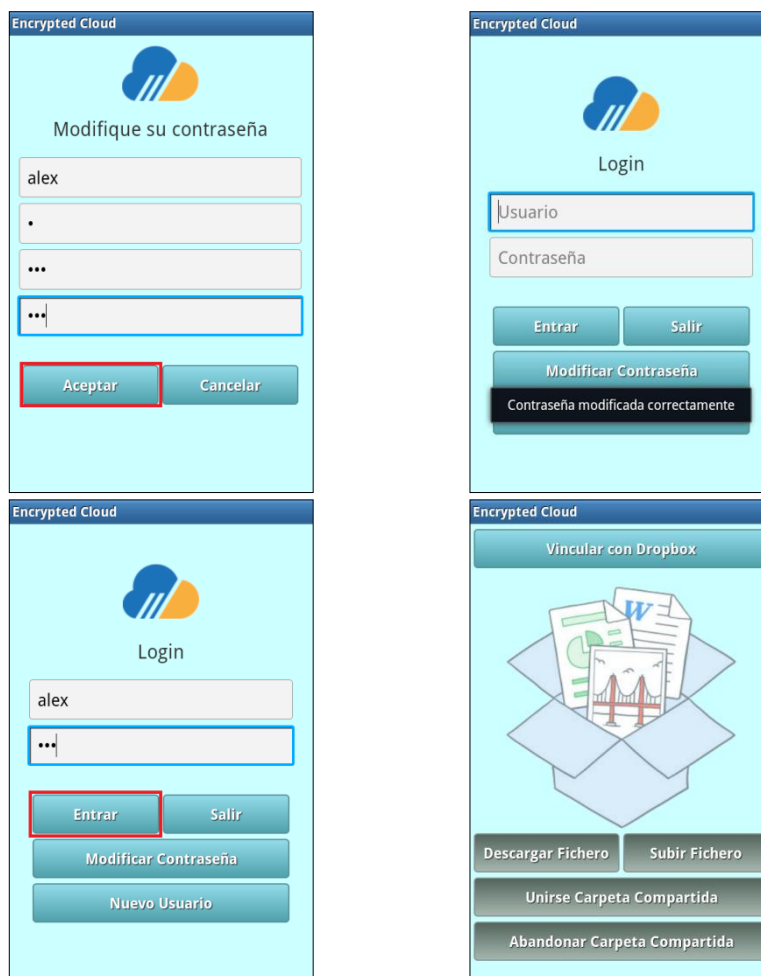 Encrypted Cloud
Modifique su contraseña
alex
•
•••
•••
Aceptar
Cancelar
Encrypted Cloud
Login
Usuario
Contraseña
Entrar
Salir
Modificar Contraseña
Contraseña modificada correctamente
Encrypted Cloud
Login
alex
•••
Entrar
Salir
Modificar Contraseña
Nuevo Usuario
Encrypted Cloud
Vincular con Dropbox
W
Descargar Fichero
Subir Fichero
Unirse Carpeta Compartida
Abandonar Carpeta Compartida